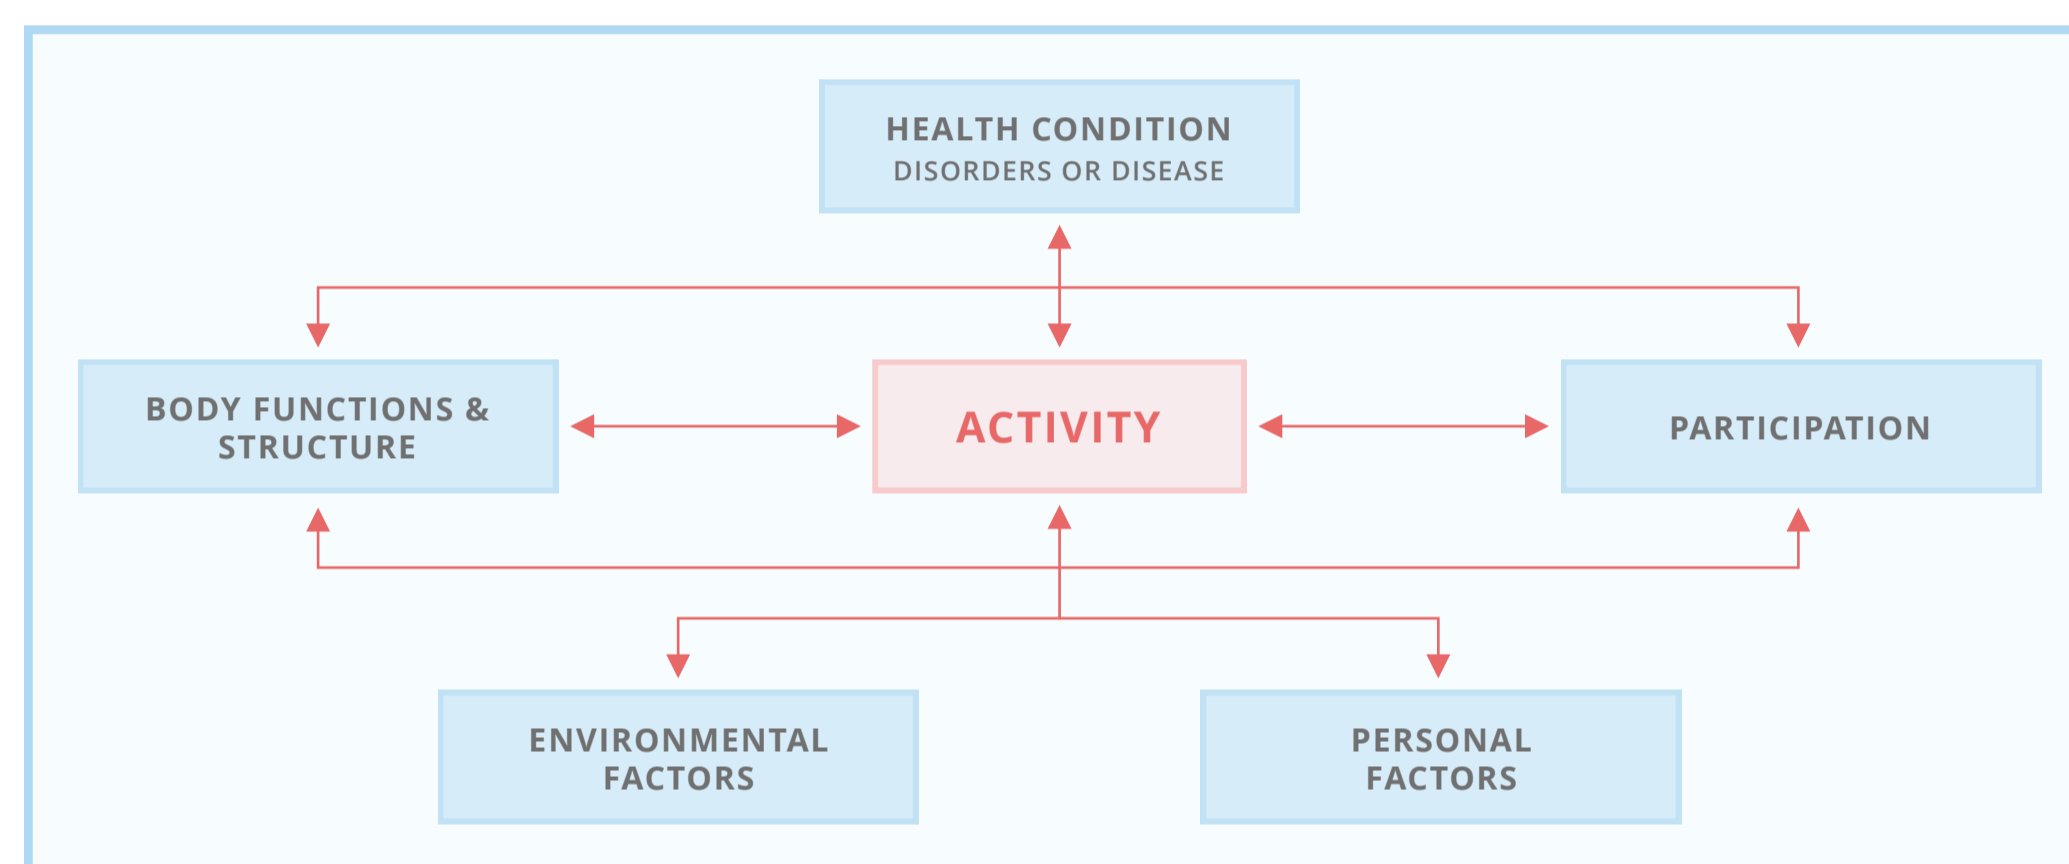 HEALTH CONDITION
DISORDERS OR DISEASE
BODY FUNCTIONS &
STRUCTURE
ACTIVITY
PARTICIPATION
ENVIRONMENTAL
FACTORS
PERSONAL
FACTORS